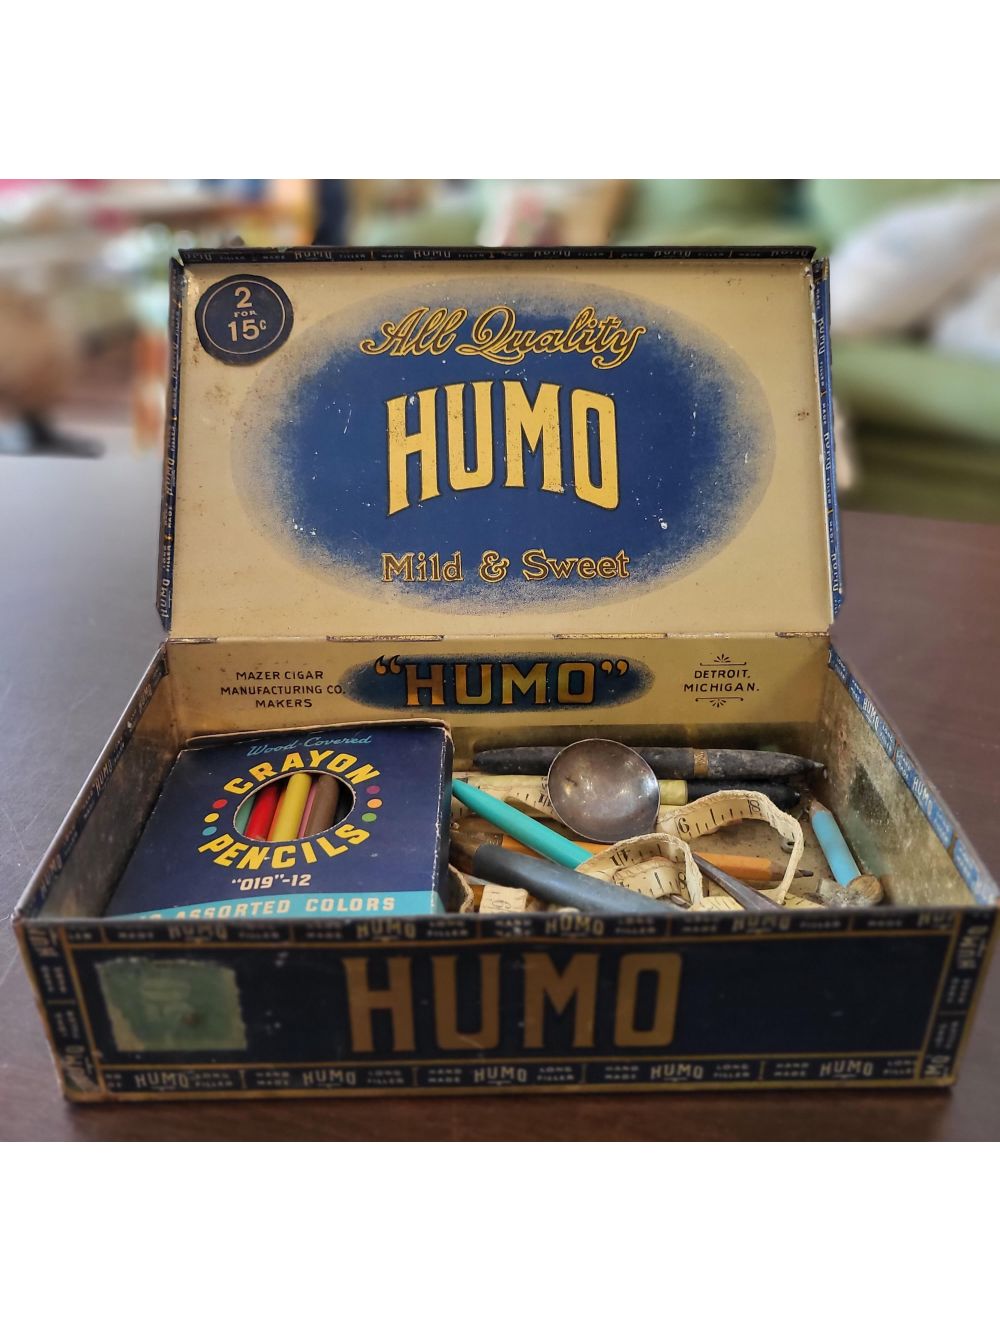 2
FOR
15¢
All Quality
HUMO
Mild & Sweet
MAZER CIGAR
MANUFACTURING CO.
MAKERS
"HUMO"
DETROIT,
MICHIGAN.
Wood-Covered
CRAYON
PENCILS
"019"-12
ASSORTED COLORS
HUMO
HAND MADE HUMO LONG FILLER HAND MADE HUMO LONG FILLER HAND MADE HUMO LONG FILLER